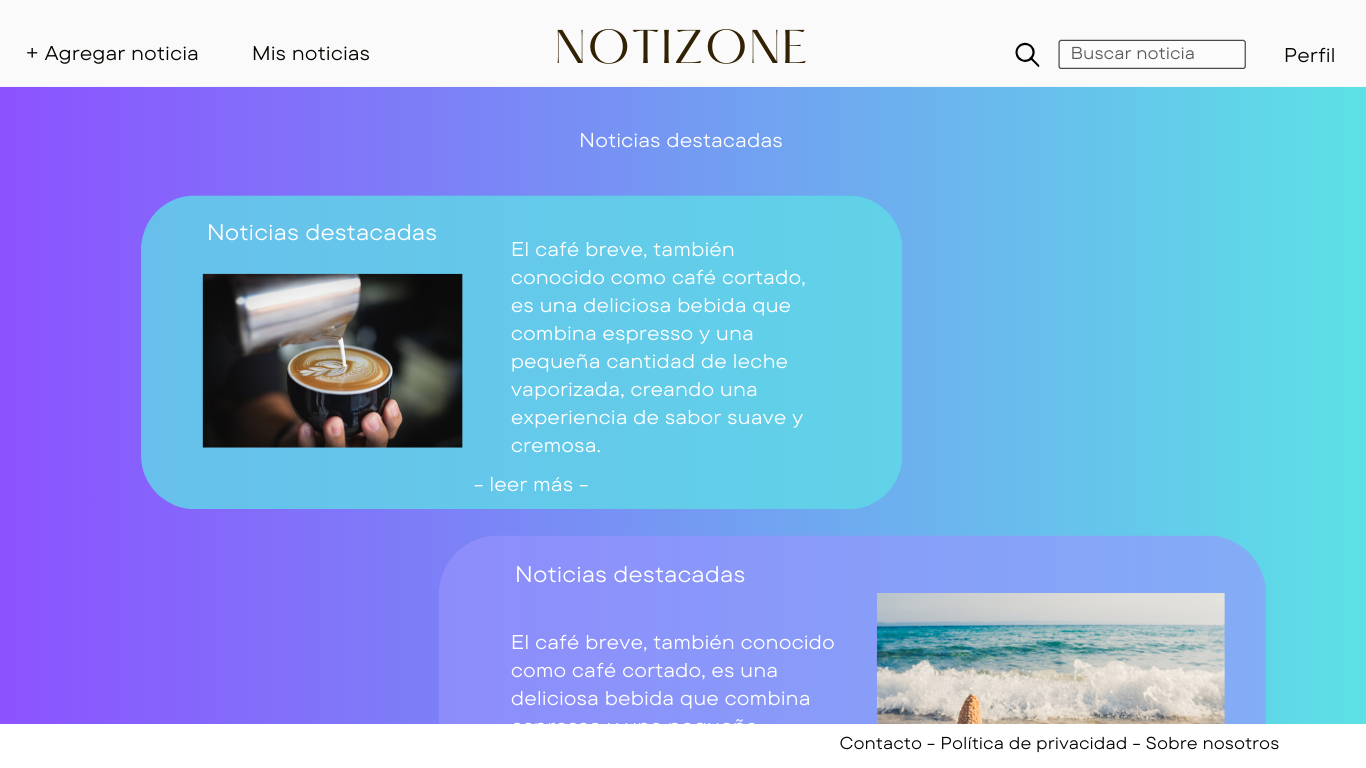 + Agregar noticia
Mis noticias
NOTIZONE
Buscar noticia
Perfil
Noticias destacadas
Noticias destacadas
El café breve, también
conocido como café cortado,
es una deliciosa bebida que
combina espresso y una
pequeña cantidad de leche
vaporizada, creando una
experiencia de sabor suave y
cremosa.
– leer más –
Noticias destacadas
El café breve, también conocido
como café cortado, es una
deliciosa bebida que combina
Contacto – Política de privacidad – Sobre nosotros